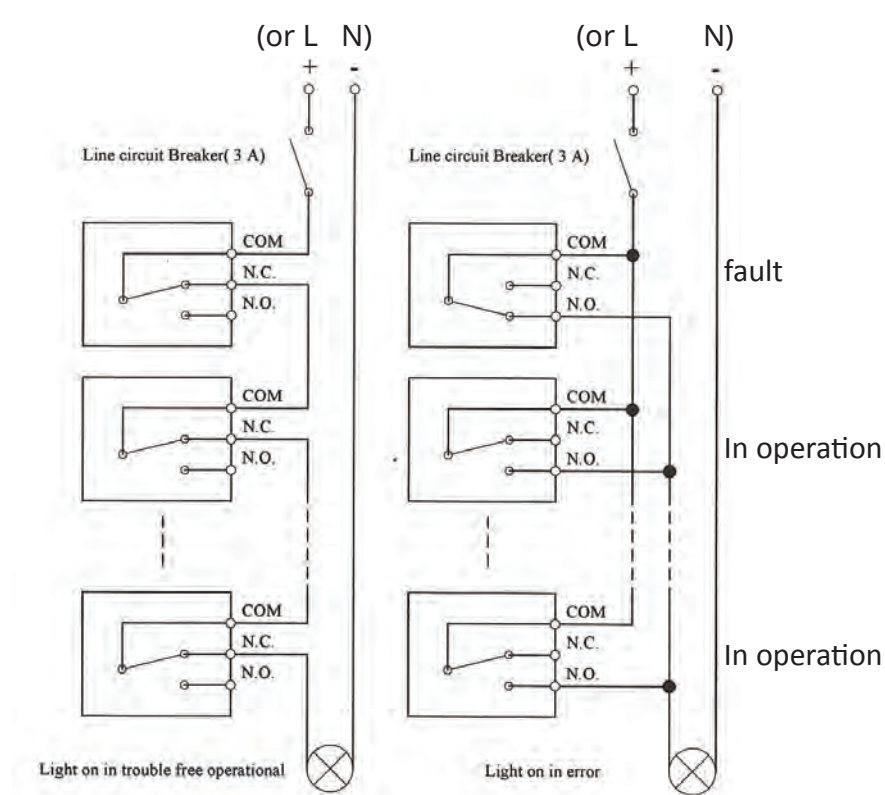 (or L N)
+ -
Line circuit Breaker( 3 A)
COM
N.C.
N.O.
COM
N.C.
N.O.
COM
N.C.
N.O.
Light on in trouble free operational
(or L N)
+ -
Line circuit Breaker( 3 A)
COM
N.C.
N.O.
fault
COM
N.C.
N.O.
In operation
COM
N.C.
N.O.
In operation
Light on in error